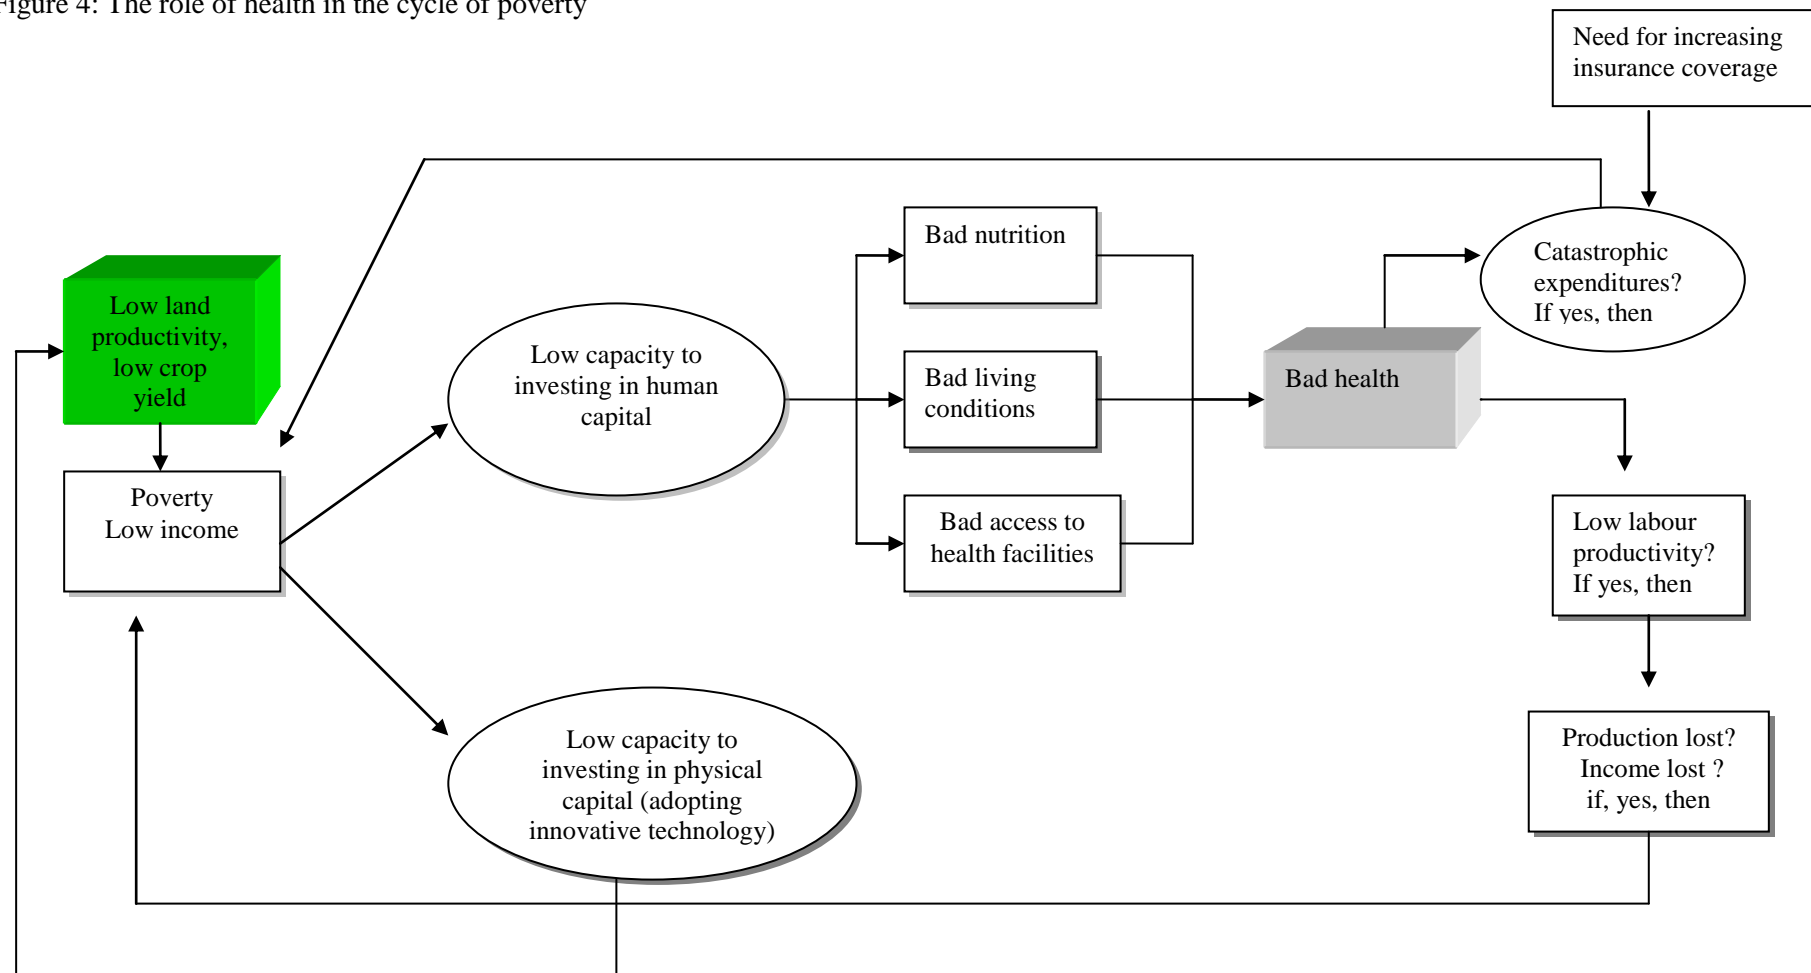 Figure 4: The role of health in the cycle of poverty
Need for increasing
insurance coverage
Catastrophic
expenditures?
If yes, then
Bad nutrition
Low land
productivity,
low crop
yield
Low capacity to
investing in human
capital
Bad living
conditions
Bad health
Poverty
Low income
Bad access to
health facilities
Low labour
productivity?
If yes, then
Low capacity to
investing in physical
capital (adopting
innovative technology)
Production lost?
Income lost ?
if, yes, then